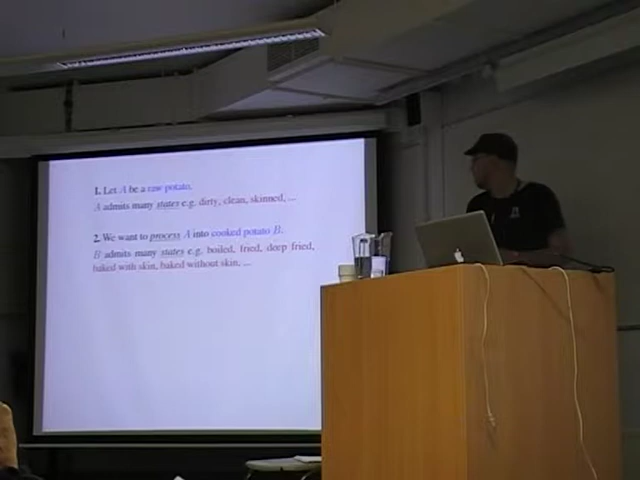 1. Let A be a raw potato.
A admits many states e.g. dirty, clean, skinned, ...
2. We want to process A into cooked potato B.
B admits many states e.g. boiled, fried, deep fried,
baked with skin, baked without skin, ...